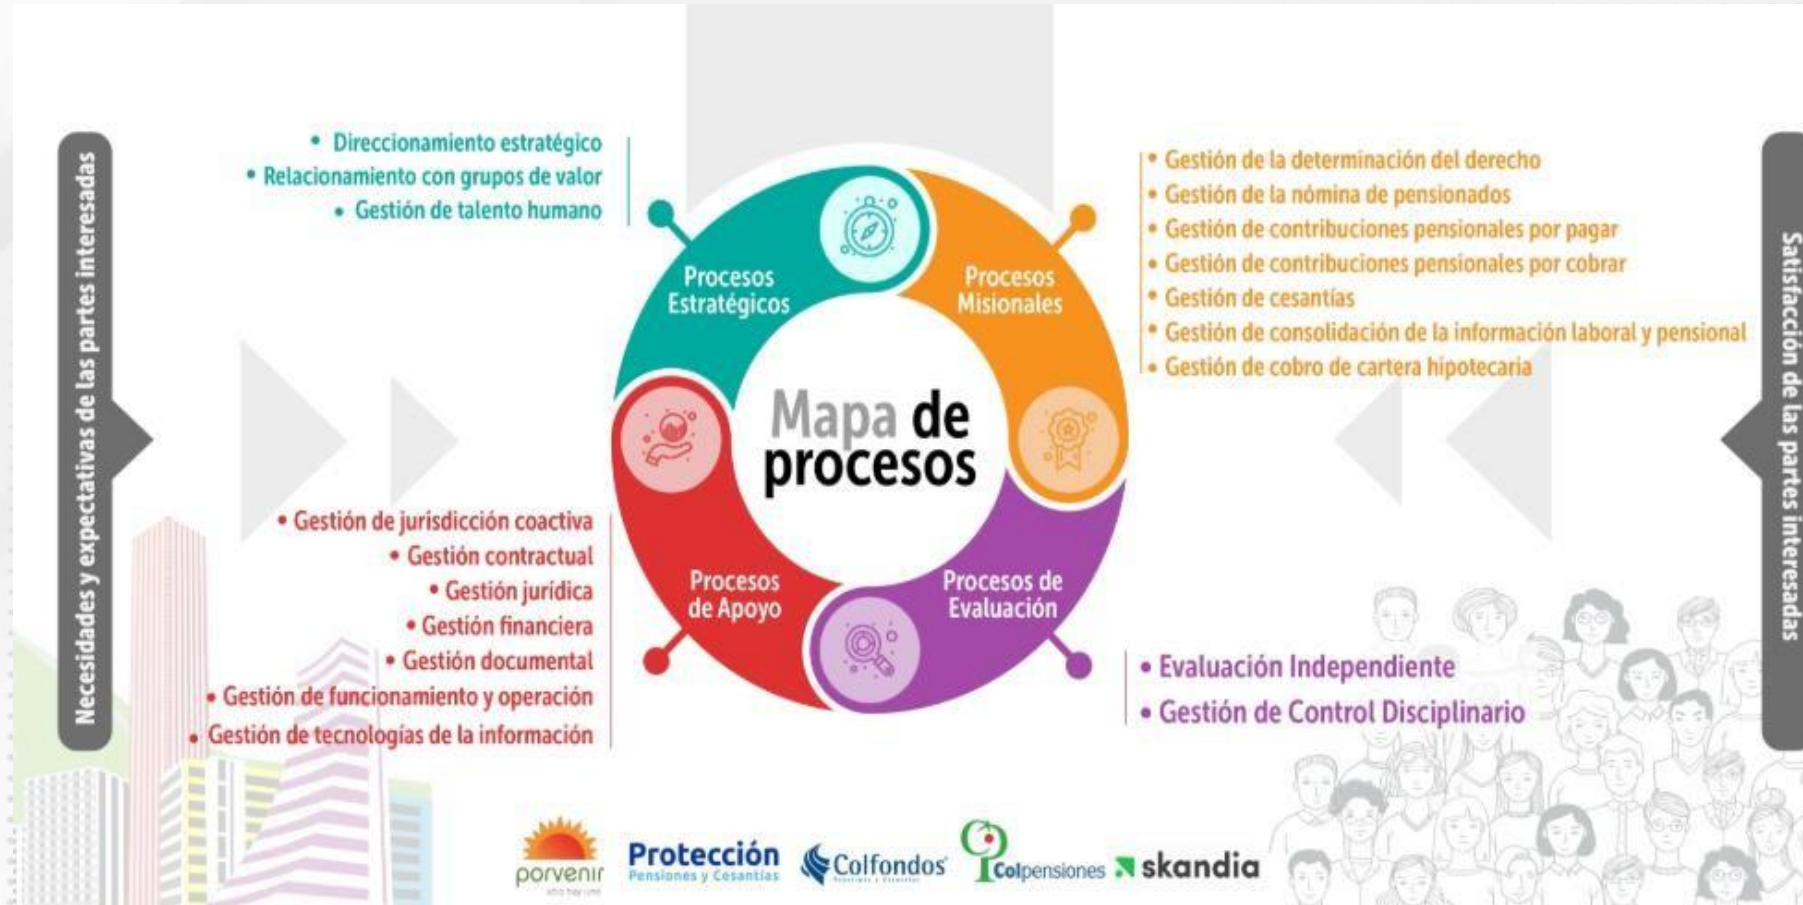 Necesidades y expectativas de las partes interesadas
• Direccionamiento estratégico
• Relacionamiento con grupos de valor
• Gestión de talento humano
Procesos
Estratégicos
Procesos
Misionales
• Gestión de la determinación del derecho
• Gestión de la nómina de pensionados
• Gestión de contribuciones pensionales por pagar
• Gestión de contribuciones pensionales por cobrar
• Gestión de cesantías
• Gestión de consolidación de la información laboral y pensional
• Gestión de cobro de cartera hipotecaria
Mapa de
procesos
• Gestión de jurisdicción coactiva
• Gestión contractual
• Gestión jurídica
• Gestión financiera
• Gestión documental
• Gestión de funcionamiento y operación
• Gestión de tecnologías de la información
Procesos
de Apoyo
Procesos de
Evaluación
• Evaluación Independiente
• Gestión de Control Disciplinario
Satisfacción de las partes interesadas
porvenir
Protección
Pensiones y Cesantías
Colfondos
Colpensiones
skandia